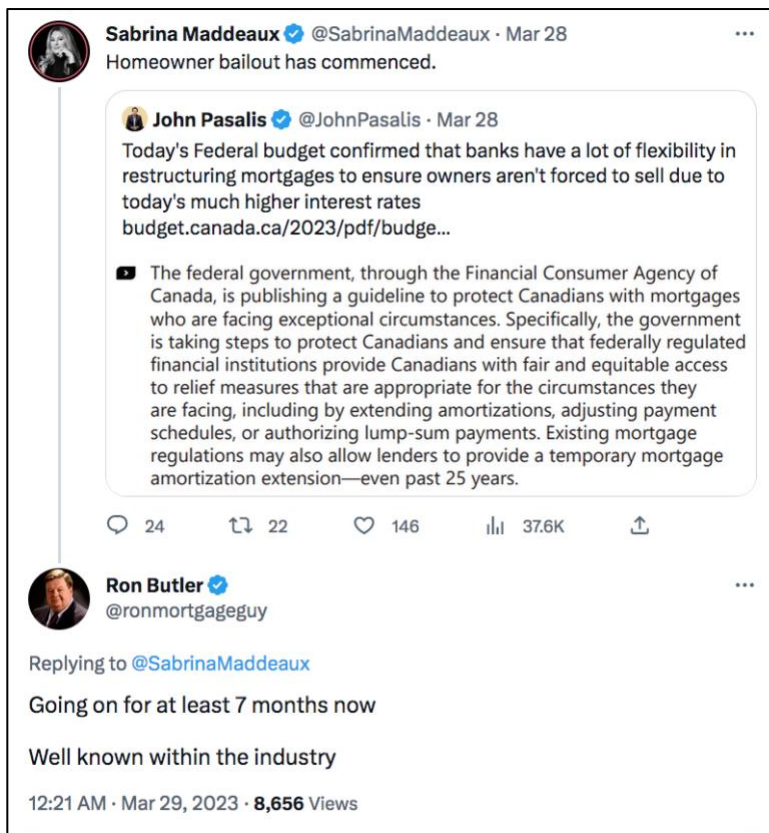 Sabrina Maddeaux @SabrinaMaddeaux · Mar 28
Homeowner bailout has commenced.
John Pasalis @JohnPasalis · Mar 28
Today's Federal budget confirmed that banks have a lot of flexibility in
restructuring mortgages to ensure owners aren't forced to sell due to
today's much higher interest rates
budget.canada.ca/2023/pdf/budge...
The federal government, through the Financial Consumer Agency of
Canada, is publishing a guideline to protect Canadians with mortgages
who are facing exceptional circumstances. Specifically, the government
is taking steps to protect Canadians and ensure that federally regulated
financial institutions provide Canadians with fair and equitable access
to relief measures that are appropriate for the circumstances they
are facing, including by extending amortizations, adjusting payment
schedules, or authorizing lump-sum payments. Existing mortgage
regulations may also allow lenders to provide a temporary mortgage
amortization extension—even past 25 years.
24 22 146 37.6K
Ron Butler
@ronmortgageguy
Replying to @SabrinaMaddeaux
Going on for at least 7 months now
Well known within the industry
12:21 AM · Mar 29, 2023 · 8,656 Views